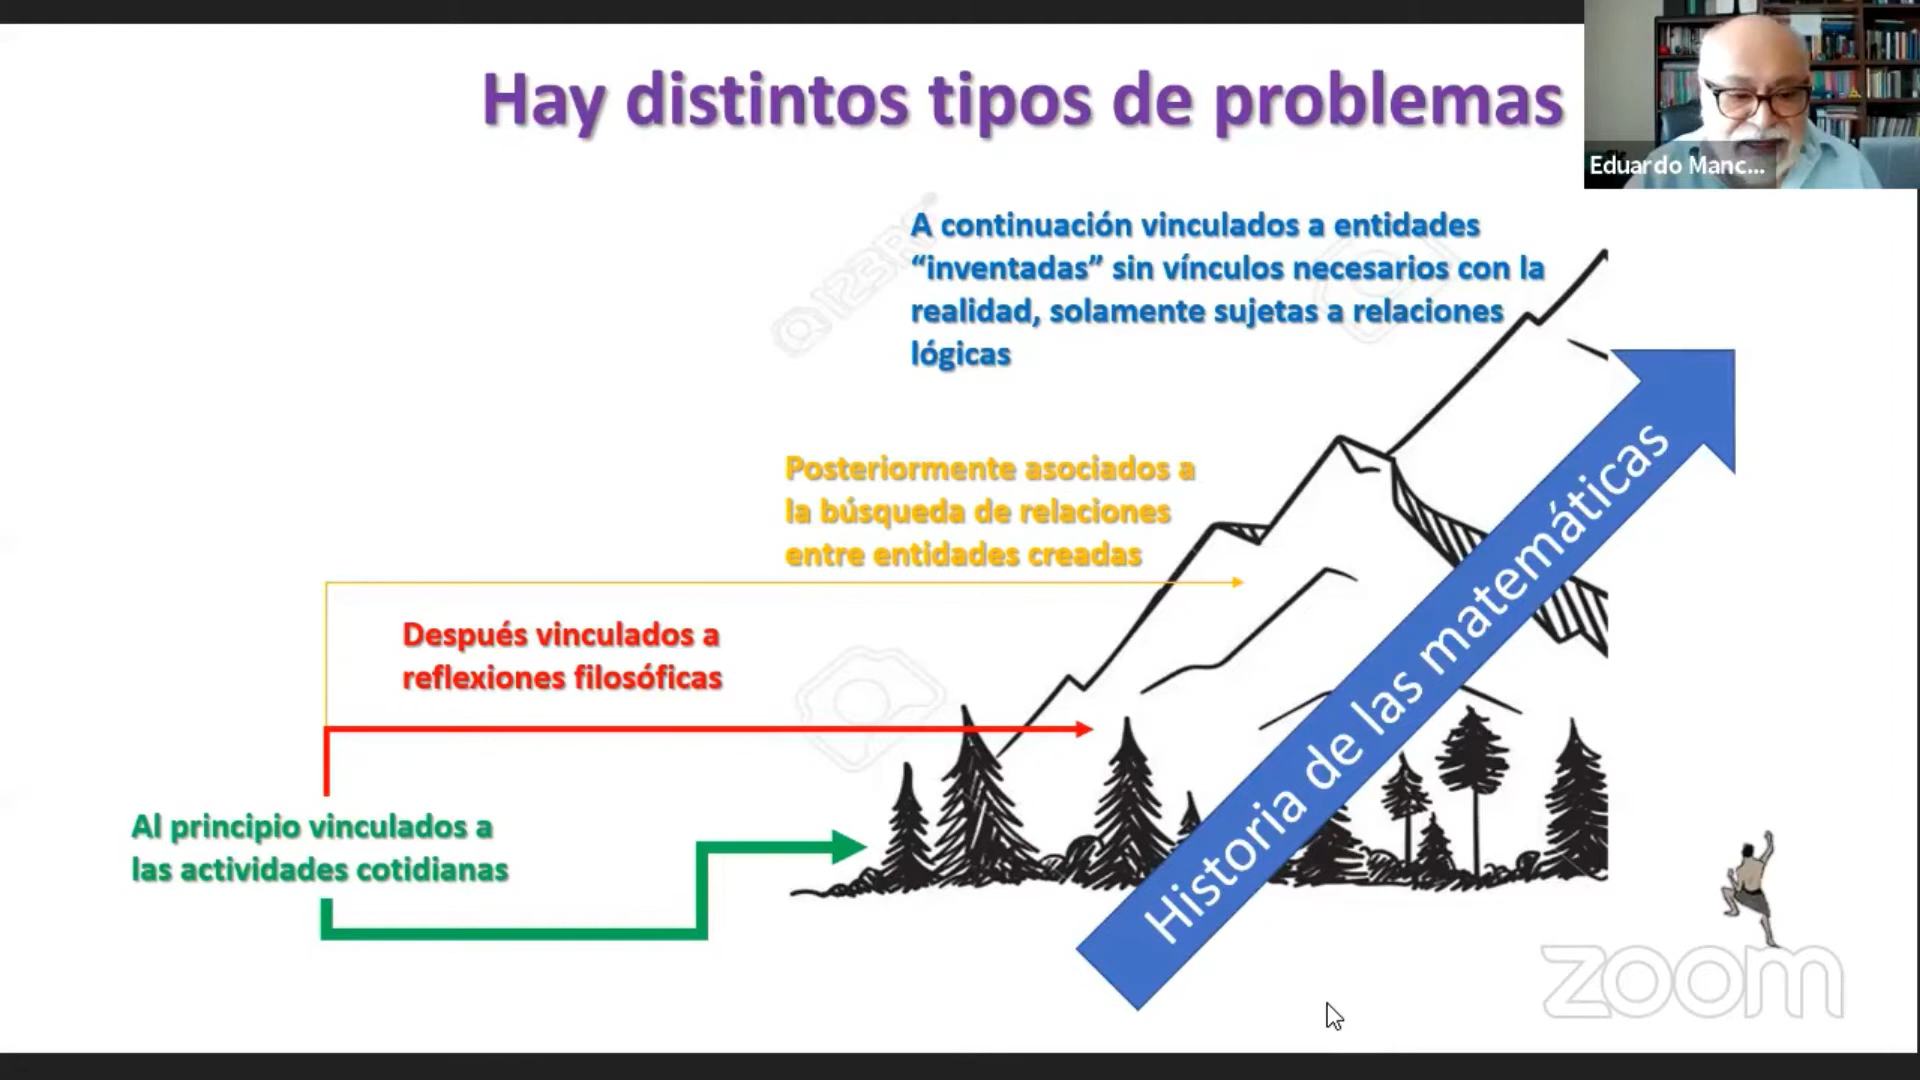 Hay distintos tipos de problemas
Eduardo Manc...
A continuación vinculados a entidades
“inventadas” sin vínculos necesarios con la
realidad, solamente sujetas a relaciones
lógicas
Posteriormente asociados a
la búsqueda de relaciones
entre entidades creadas
Después vinculados a
reflexiones filosóficas
Al principio vinculados a
las actividades cotidianas
Historia de las matemáticas
123RF
zoom